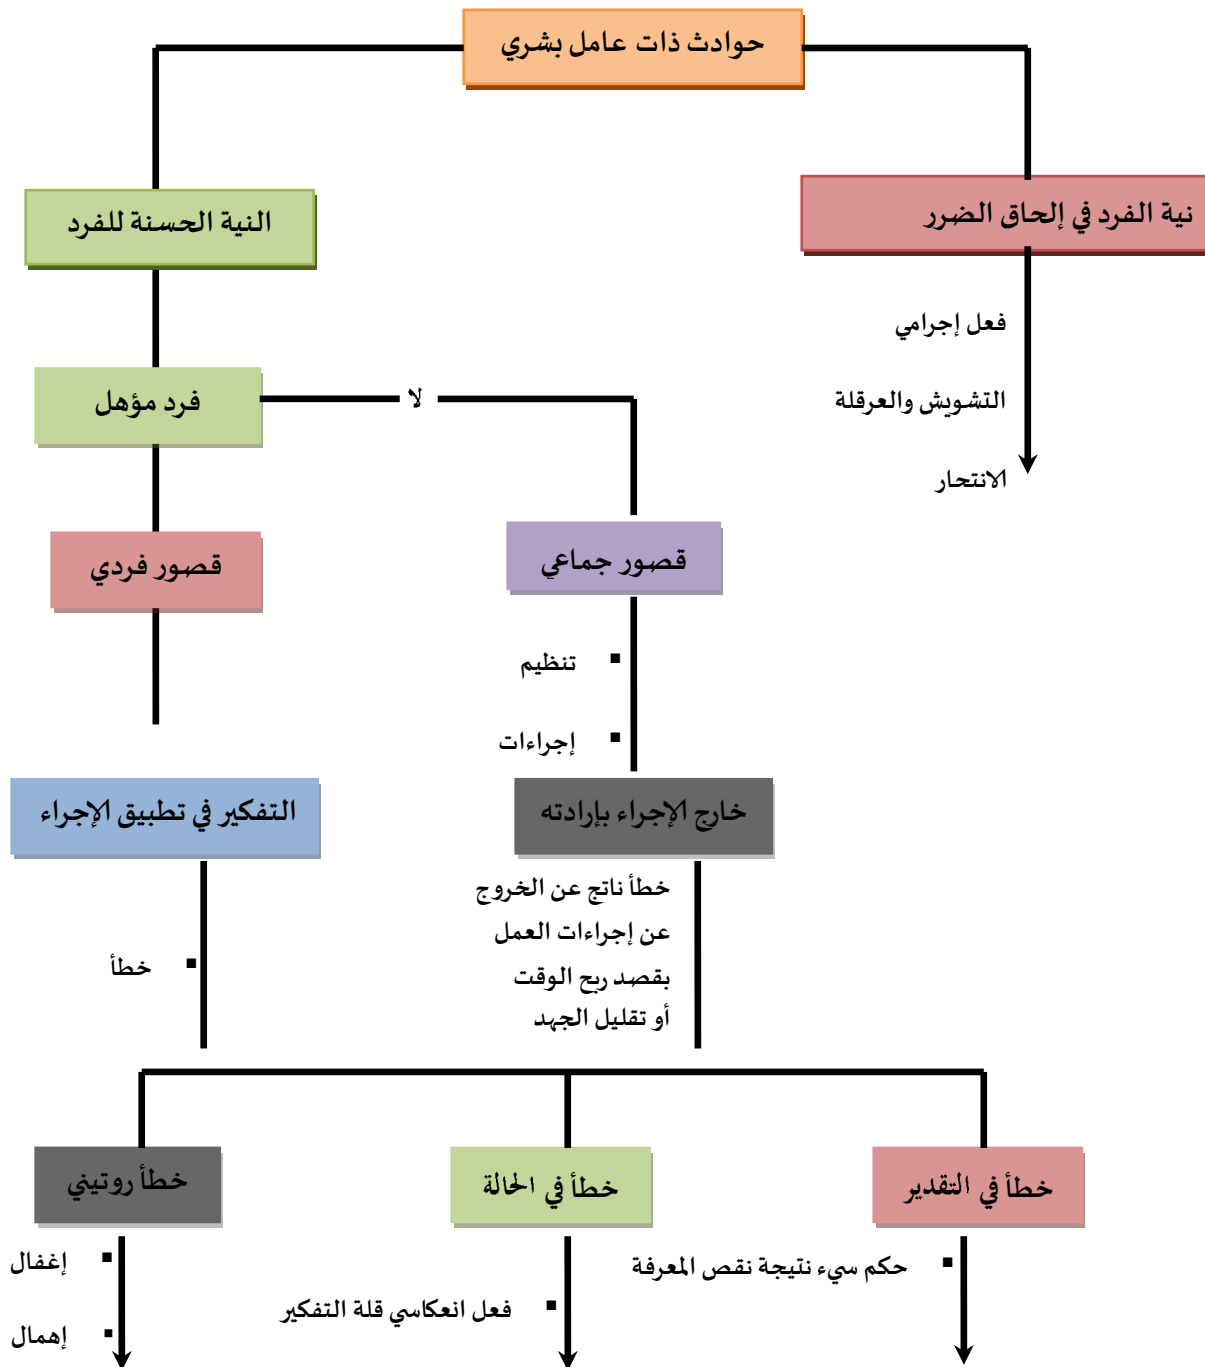 حوادث ذات عامل بشري
نية الفرد في إلحاق الضرر
النية الحسنة للفرد
فعل إجرامي
التشويش والعرقلة
الانتحار
فرد مؤهل
لا
قصور جماعي
قصور فردي
▪ تنظيم
▪ إجراءات
خارج الإجراء بإرادته
التفكير في تطبيق الإجراء
خطأ ناتج عن الخروج
عن إجراءات العمل
بقصد ربح الوقت
أو تقليل الجهد
▪ خطأ
خطأ في التقدير
خطأ في الحالة
خطأ روتيني
▪ حكم سيء نتيجة نقص المعرفة
▪ فعل انعكاسي قلة التفكير
▪ إغفال
▪ إهمال